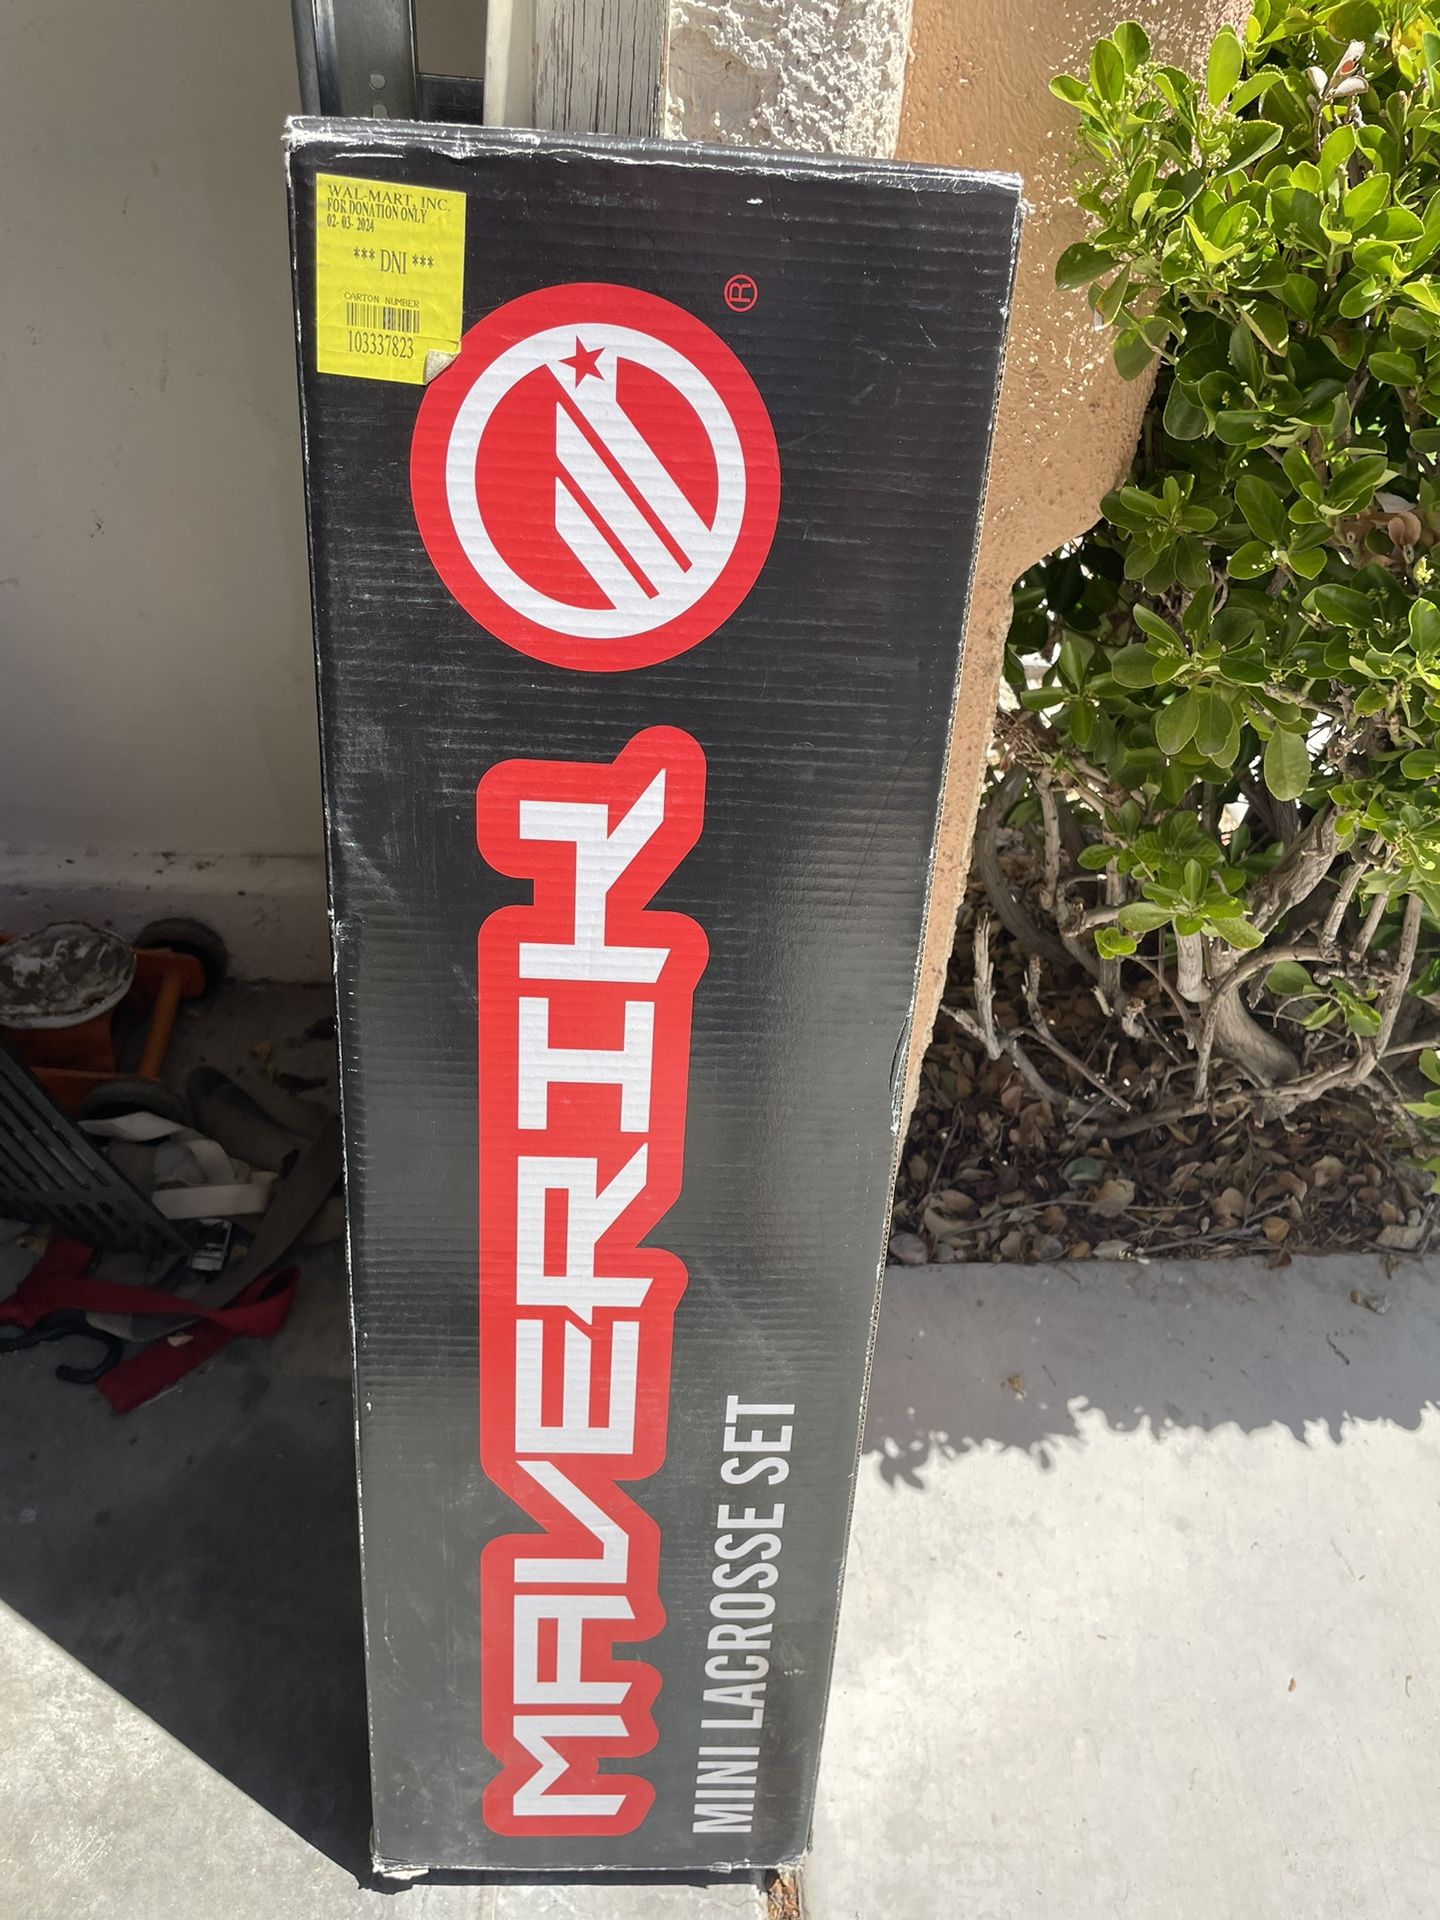 WAL-MART, INC.
FOR DONATION ONLY
02- 03- 2024
*** DNI ***
CARTON NUMBER
103337823
®
MAVERIK
MINI LACROSSE SET